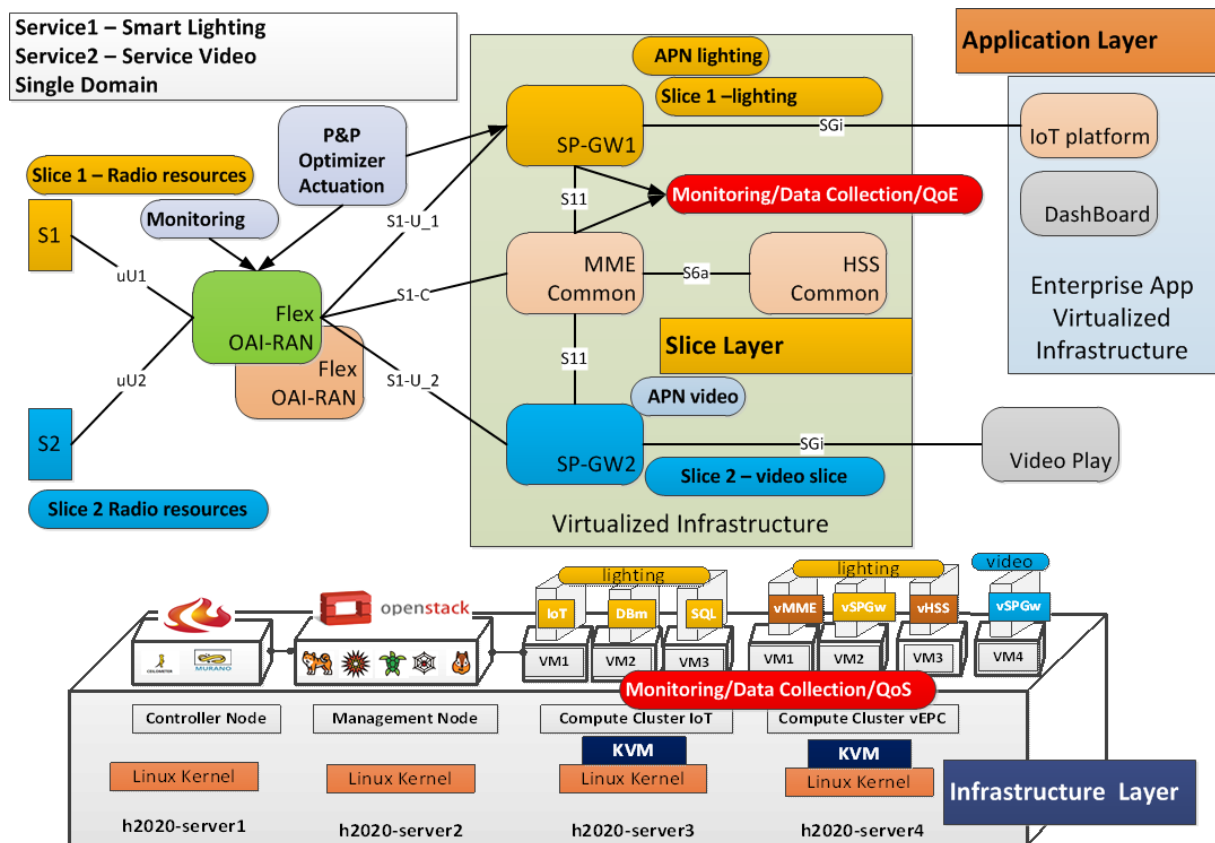 Service1 – Smart Lighting
Service2 – Service Video
Single Domain
APN lighting
Slice 1 –lighting
Application Layer
P&P
Optimizer
Actuation
SP-GW1
SGi
IoT platform
Slice 1 – Radio resources
Monitoring
S1
S1-U_1
S11
Monitoring/Data Collection/QoE
DashBoard
uU1
Flex
OAI-RAN
S1-C
MME
Common
S6a
HSS
Common
Enterprise App
Virtualized
Infrastructure
Flex
OAI-RAN
S11
Slice Layer
uU2
S1-U_2
APN video
S2
SP-GW2
SGi
Video Play
Slice 2 – video slice
Slice 2 Radio resources
Virtualized Infrastructure
lighting
lighting
video
openstack
IoT
DBm
SQL
vMME
vSPGw
vHSS
vSPGw
VM1
VM2
VM3
VM1
VM2
VM3
VM4
CEILOMETER
MURANO
Monitoring/Data Collection/QoS
Controller Node
Management Node
Compute Cluster IoT
Compute Cluster vEPC
KVM
KVM
Linux Kernel
Linux Kernel
Linux Kernel
Linux Kernel
Infrastructure Layer
h2020-server1
h2020-server2
h2020-server3
h2020-server4